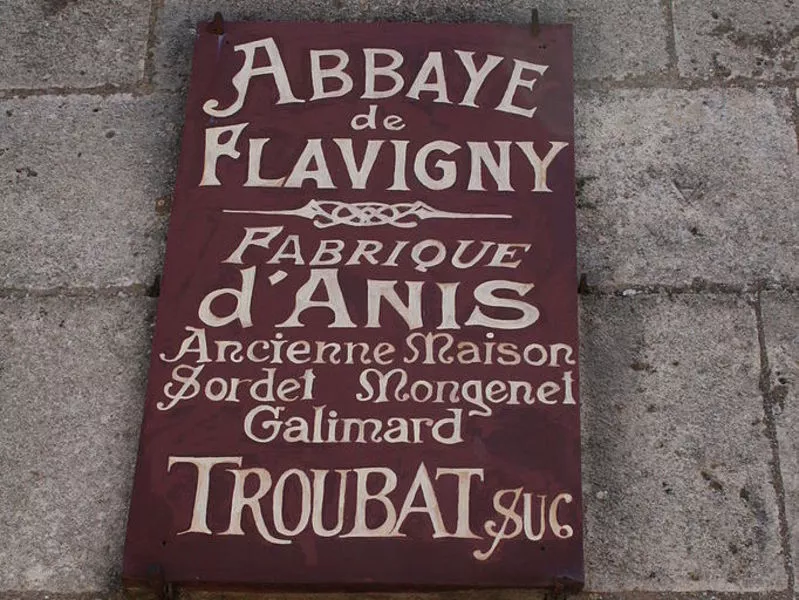 ABBAYE
de
FLAVIGNY
FABRIQUE
d'ANIS
Ancienne Maison
Sordet Mongenet
Galimard
TROUBAT SUC